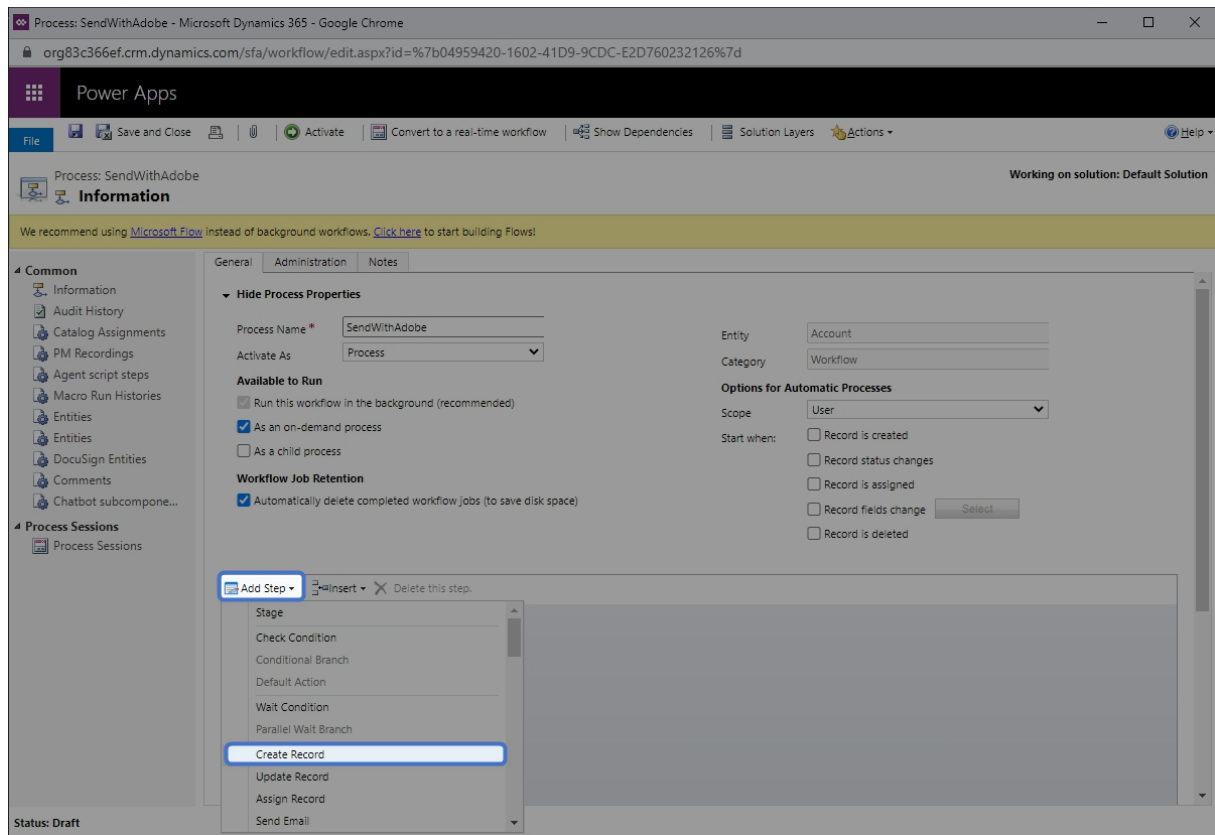 Process: SendWithAdobe - Microsoft Dynamics 365 - Google Chrome
org83c366ef.crm.dynamics.com/sfa/workflow/edit.aspx?id=%7b04959420-1602-41D9-9CDC-E2D760232126%7d
Power Apps
File Save and Close Activate Convert to a real-time workflow Show Dependencies Solution Layers Actions Help
Process: SendWithAdobe
Information
Working on solution: Default Solution
We recommend using Microsoft Flow instead of background workflows. Click here to start building Flows!
Common
Information
Audit History
Catalog Assignments
PM Recordings
Agent script steps
Macro Run Histories
Entities
Entities
DocuSign Entities
Comments
Chatbot subcompone...
Process Sessions
Process Sessions
General Administration Notes
Hide Process Properties
Process Name * SendWithAdobe
Activate As Process
Available to Run
Run this workflow in the background (recommended)
As an on-demand process
As a child process
Workflow Job Retention
Automatically delete completed workflow jobs (to save disk space)
Entity Account
Category Workflow
Options for Automatic Processes
Scope User
Start when: Record is created
Record status changes
Record is assigned
Record fields change Select
Record is deleted
Add Step Insert Delete this step.
Stage
Check Condition
Conditional Branch
Default Action
Wait Condition
Parallel Wait Branch
Create Record
Update Record
Assign Record
Send Email
Status: Draft